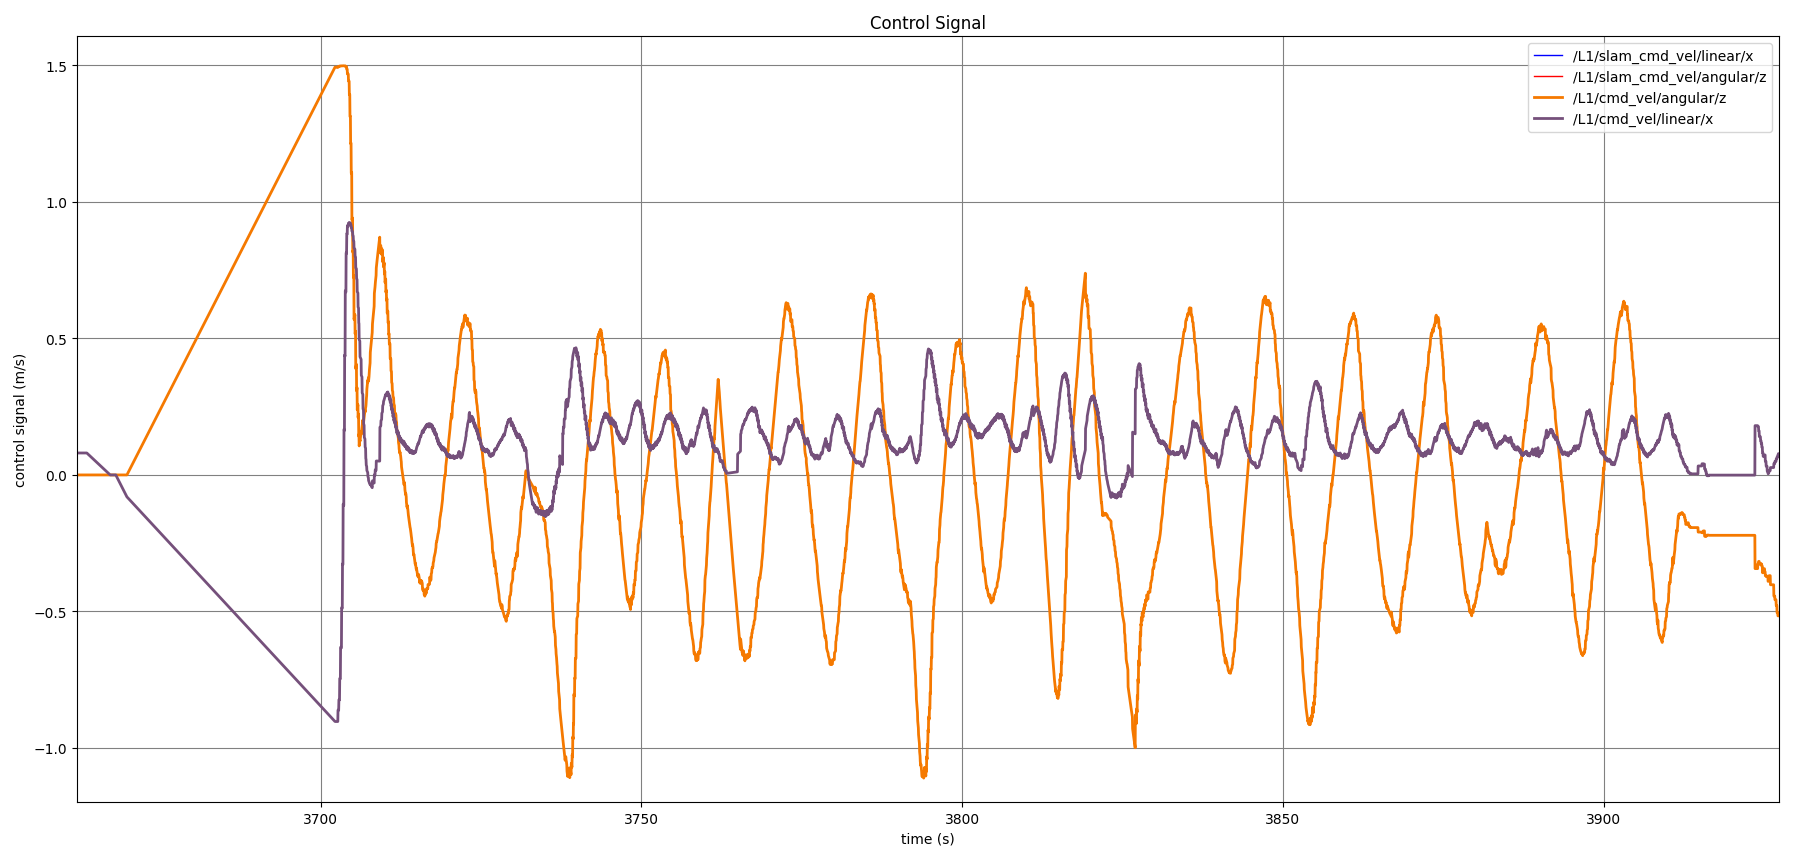 Control Signal
/L1/slam_cmd_vel/linear/x
/L1/slam_cmd_vel/angular/z
/L1/cmd_vel/angular/z
/L1/cmd_vel/linear/x
1.5
1.0
0.5
0.0
−0.5
−1.0
control signal (m/s)
3700 3750 3800 3850 3900
time (s)